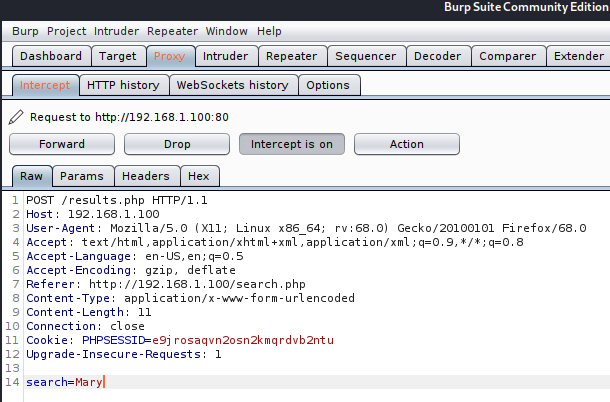 Burp Suite Community Edition
Burp Project Intruder Repeater Window Help
Dashboard Target Proxy Intruder Repeater Sequencer Decoder Comparer Extender
Intercept HTTP history WebSockets history Options
Request to http://192.168.1.100:80
Forward Drop Intercept is on Action
Raw Params Headers Hex
1 POST /results.php HTTP/1.1
2 Host: 192.168.1.100
3 User-Agent: Mozilla/5.0 (X11; Linux x86_64; rv:68.0) Gecko/20100101 Firefox/68.0
4 Accept: text/html,application/xhtml+xml,application/xml;q=0.9,*/*;q=0.8
5 Accept-Language: en-US,en;q=0.5
6 Accept-Encoding: gzip, deflate
7 Referer: http://192.168.1.100/search.php
8 Content-Type: application/x-www-form-urlencoded
9 Content-Length: 11
10 Connection: close
11 Cookie: PHPSESSID=e9jrosaqvn2osn2kmqrdvb2ntu
12 Upgrade-Insecure-Requests: 1
13
14 search=Mary